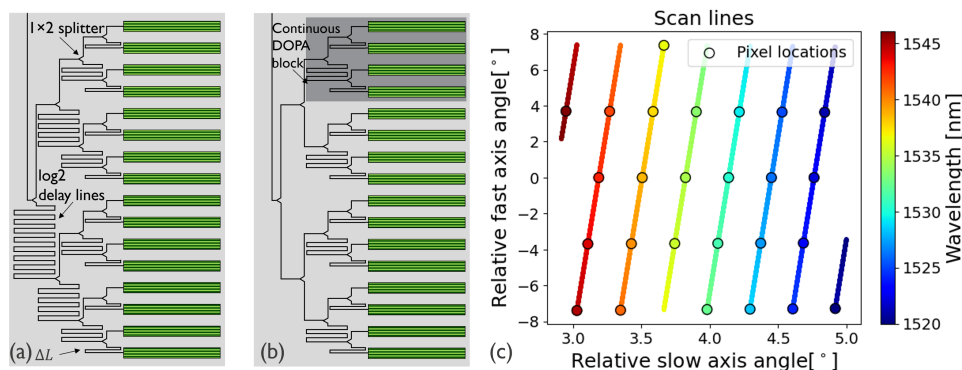 1×2 splitter
log2
delay lines
(a)
ΔL
Continuous
DOPA
block
(b)
Scan lines
Pixel locations
8
6
4
2
0
−2
−4
−6
−8
Relative fast axis angle[°]
3.0
3.5
4.0
4.5
5.0
Relative slow axis angle[°]
(c)
1545
1540
1535
1530
1525
1520
Wavelength [nm]